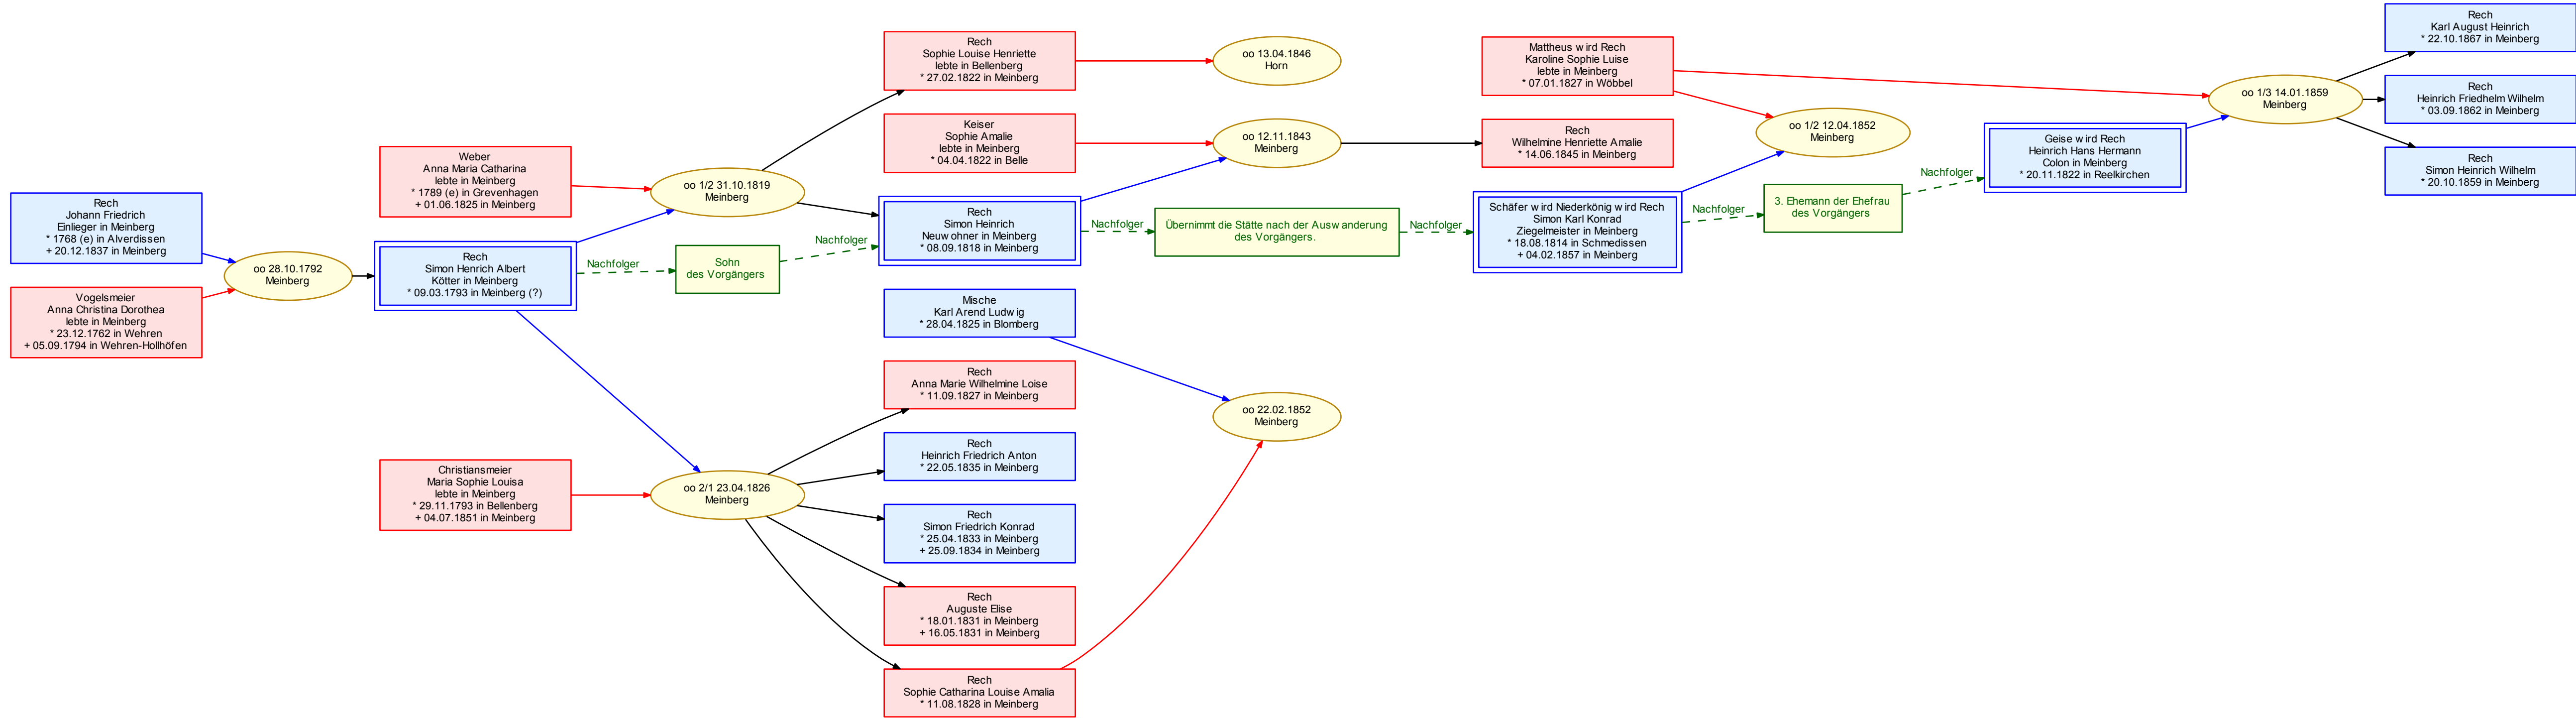 Rech
Johann Friedrich
Einlieger in Meinberg
* 1768 (e) in Alverdissen
+ 20.12.1837 in Meinberg
Vogelsmeier
Anna Christina Dorothea
lebte in Meinberg
* 23.12.1762 in Wehren
+ 05.09.1794 in Wehren-Hollhöfen
oo 28.10.1792
Meinberg
Weber
Anna Maria Catharina
lebte in Meinberg
* 1789 (e) in Grevenhagen
+ 01.06.1825 in Meinberg
Rech
Simon Henrich Albert
Kötter in Meinberg
* 09.03.1793 in Meinberg (?)
Christiansmeier
Maria Sophie Louisa
lebte in Meinberg
* 29.11.1793 in Bellenberg
+ 04.07.1851 in Meinberg
oo 1/2 31.10.1819
Meinberg
Nachfolger
Sohn
des Vorgängers
Nachfolger
oo 2/1 23.04.1826
Meinberg
Rech
Sophie Louise Henriette
lebte in Bellenberg
* 27.02.1822 in Meinberg
Keiser
Sophie Amalie
lebte in Meinberg
* 04.04.1822 in Belle
Rech
Simon Heinrich
Neuwohner in Meinberg
* 08.09.1818 in Meinberg
Mische
Karl Arend Ludwig
* 28.04.1825 in Blomberg
Rech
Anna Marie Wilhelmine Loise
* 11.09.1827 in Meinberg
Rech
Heinrich Friedrich Anton
* 22.05.1835 in Meinberg
Rech
Simon Friedrich Konrad
* 25.04.1833 in Meinberg
+ 25.09.1834 in Meinberg
Rech
Auguste Elise
* 18.01.1831 in Meinberg
+ 16.05.1831 in Meinberg
Rech
Sophie Catharina Louise Amalia
* 11.08.1828 in Meinberg
oo 13.04.1846
Horn
oo 12.11.1843
Meinberg
Nachfolger
Übernimmt die Stätte nach der Auswanderung
des Vorgängers.
Nachfolger
oo 22.02.1852
Meinberg
Mattheus wird Rech
Karoline Sophie Luise
lebte in Meinberg
* 07.01.1827 in Wöbbel
Rech
Wilhelmine Henriette Amalie
* 14.06.1845 in Meinberg
Schäfer wird Niederkönig wird Rech
Simon Karl Konrad
Ziegelmeister in Meinberg
* 18.08.1814 in Schmedissen
+ 04.02.1857 in Meinberg
oo 1/2 12.04.1852
Meinberg
Nachfolger
3. Ehemann der Ehefrau
des Vorgängers
Nachfolger
Geise wird Rech
Heinrich Hans Hermann
Colon in Meinberg
* 20.11.1822 in Reelkirchen
oo 1/3 14.01.1859
Meinberg
Rech
Karl August Heinrich
* 22.10.1867 in Meinberg
Rech
Heinrich Friedhelm Wilhelm
* 03.09.1862 in Meinberg
Rech
Simon Heinrich Wilhelm
* 20.10.1859 in Meinberg